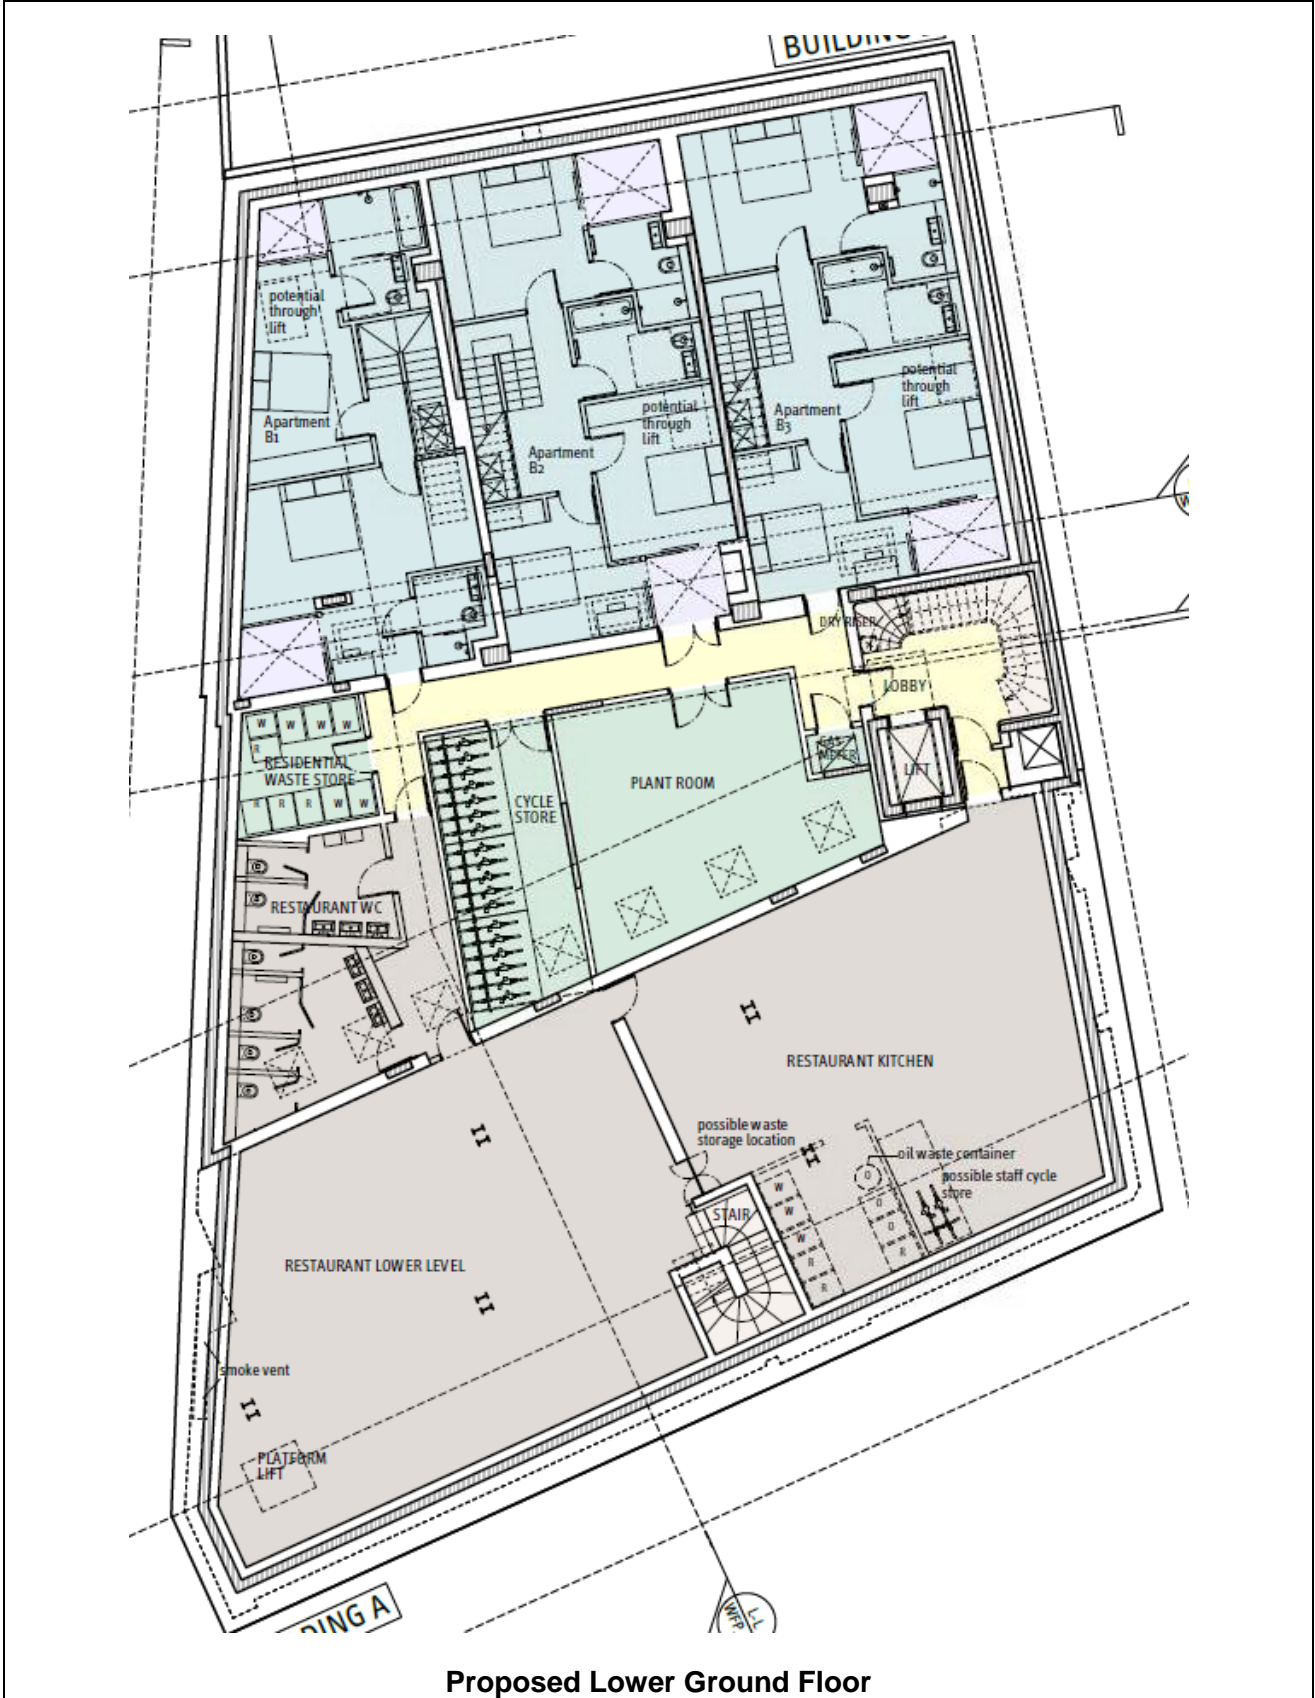 BUILDING
potential
through
lift
Apartment
B1
Apartment
B2
potential
through
lift
Apartment
B3
potential
through
lift
DRY RISER
LOBBY
GAS
METER
LIFT
W W W W
R
RESIDENTIAL
WASTE STORE
R R R W W
CYCLE
STORE
PLANT ROOM
RESTAURANT WC
RESTAURANT KITCHEN
possible waste
storage location
oil waste container
possible staff cycle
store
W
W
W
R
R
O
O
O
R
STAIR
RESTAURANT LOWER LEVEL
smoke vent
PLATFORM
LIFT
DING A
L-L
WFP
Proposed Lower Ground Floor